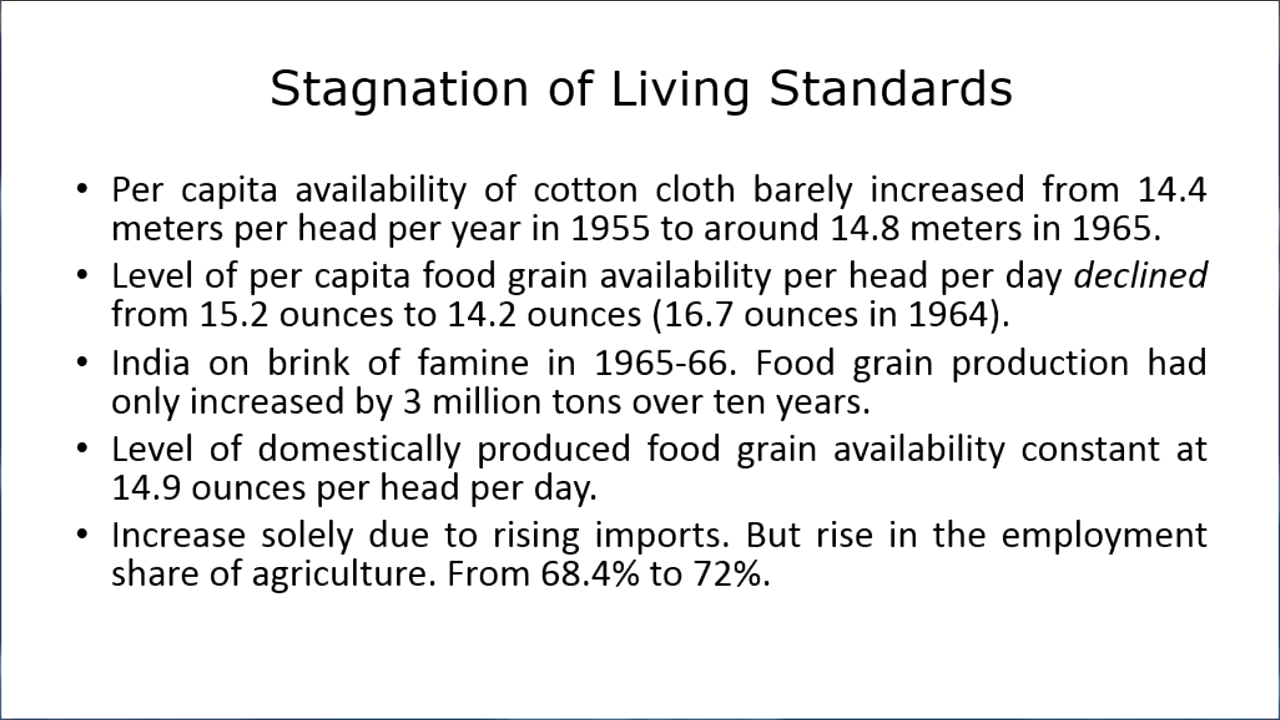 Stagnation of Living Standards
• Per capita availability of cotton cloth barely increased from 14.4
meters per head per year in 1955 to around 14.8 meters in 1965.
• Level of per capita food grain availability per head per day declined
from 15.2 ounces to 14.2 ounces (16.7 ounces in 1964).
• India on brink of famine in 1965-66. Food grain production had
only increased by 3 million tons over ten years.
• Level of domestically produced food grain availability constant at
14.9 ounces per head per day.
• Increase solely due to rising imports. But rise in the employment
share of agriculture. From 68.4% to 72%.